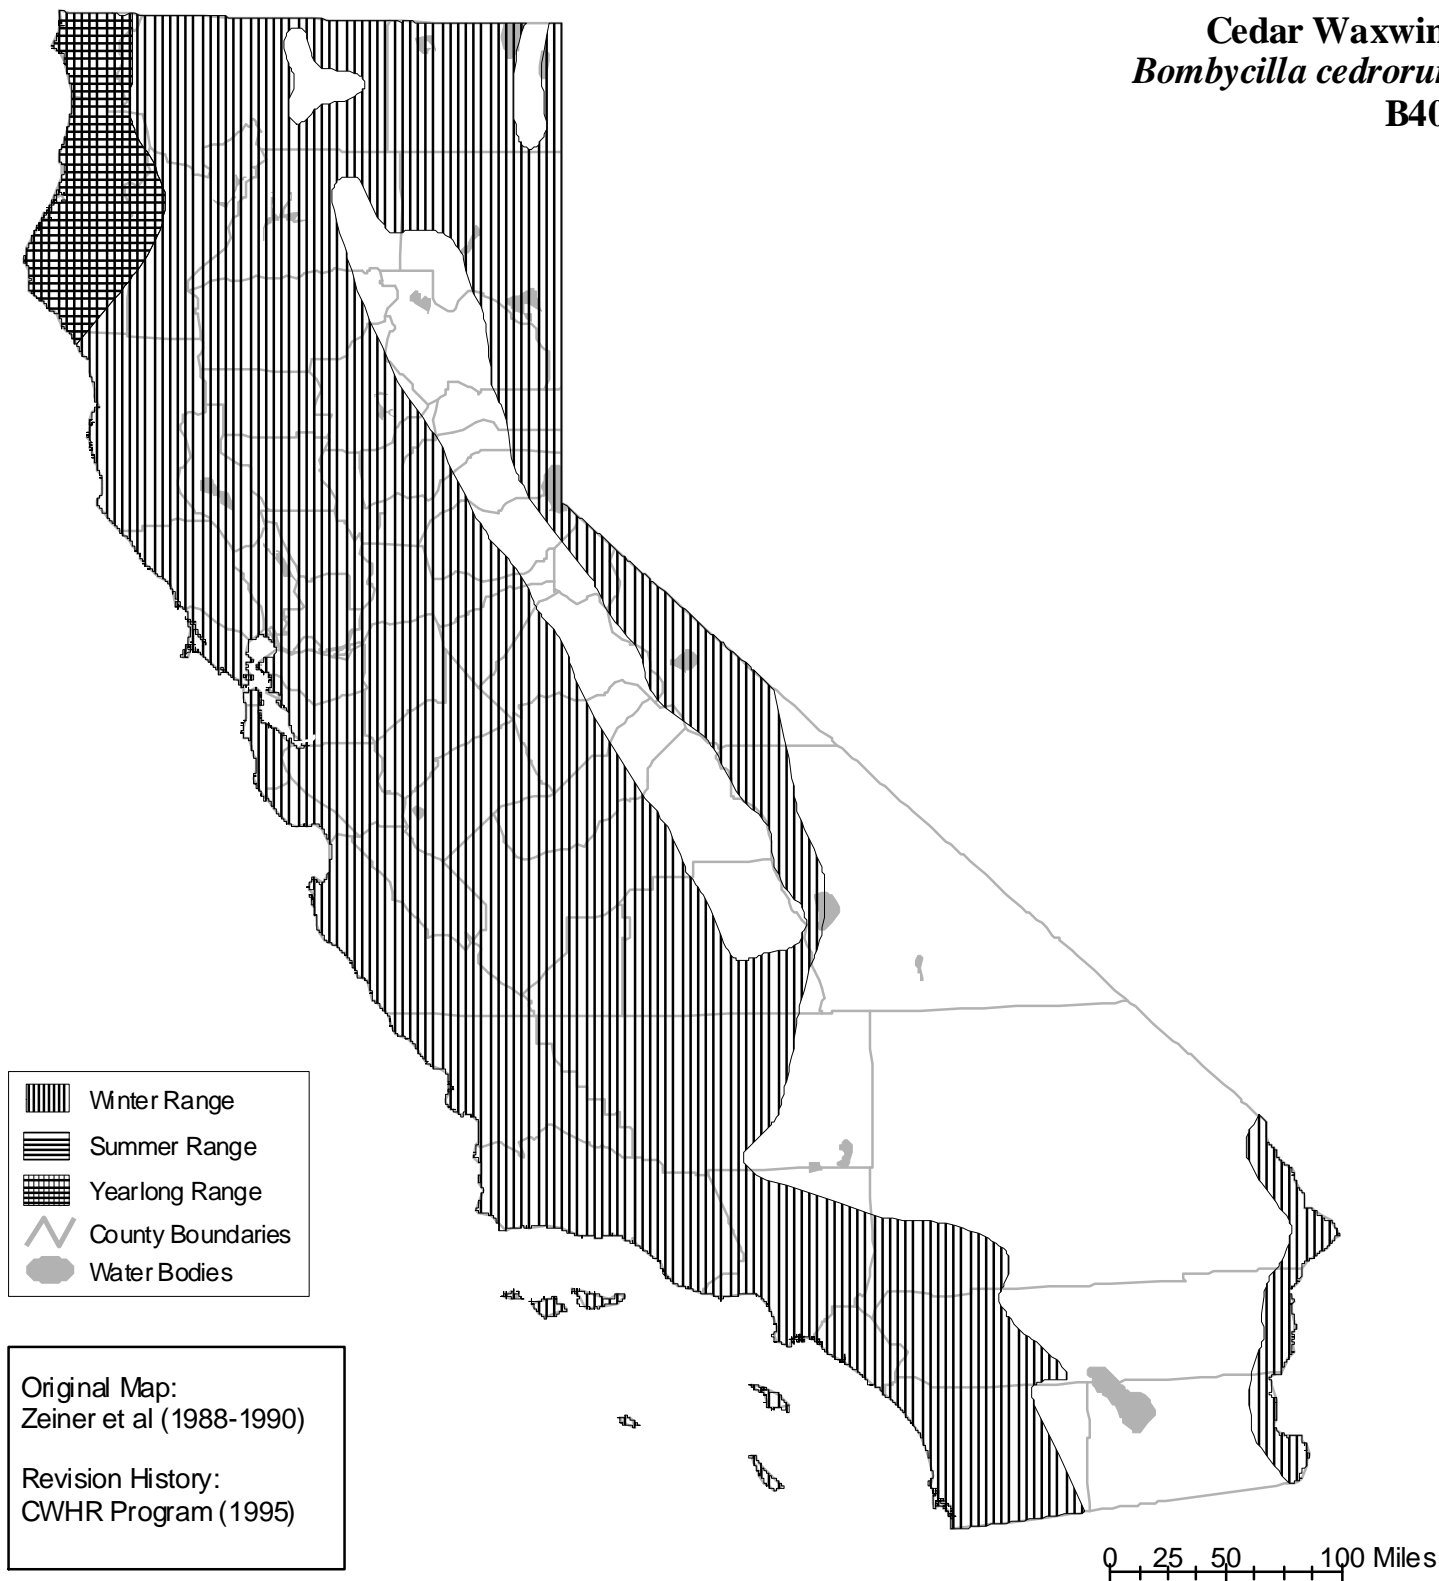 Cedar Waxwin
Bombycilla cedroru
B40
Winter Range
Summer Range
Yearlong Range
County Boundaries
Water Bodies
Original Map:
Zeiner et al (1988-1990)
Revision History:
CWHR Program (1995)
0 25 50 100 Miles